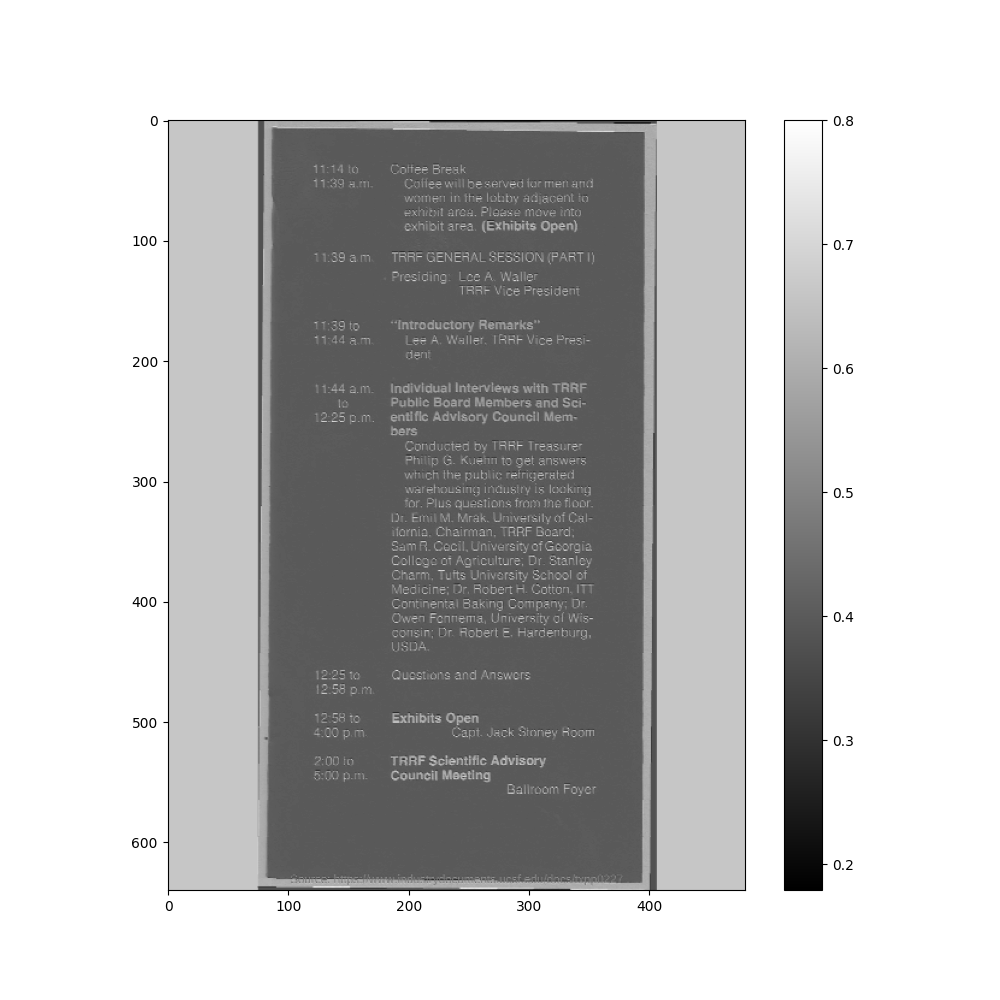 0
100
200
300
400
500
600
0
100
200
300
400
0.8
0.7
0.6
0.5
0.4
0.3
0.2
11:14 to Coffee Break
11:39 a.m. Coffee will be served for men and
women in the lobby adjacent to
exhibit area. Please move into
exhibit area. (Exhibits Open)
11:39 a.m. TRRF GENERAL SESSION (PART I)
Presiding: Lee A. Waller
TRRF Vice President
11:39 to "Introductory Remarks"
11:44 a.m. Lee A. Waller, TRRF Vice Presi-
dent
11:44 a.m. Individual Interviews with TRRF
to Public Board Members and Sci-
12:25 p.m. entific Advisory Council Mem-
bers
Conducted by TRRF Treasurer
Philip G. Kuehn to get answers
which the public refrigerated
warehousing industry is looking
for. Plus questions from the floor.
Dr. Emil M. Mrak, University of Cal-
ifornia, Chairman, TRRF Board;
Sam R. Cecil, University of Georgia
College of Agriculture; Dr. Stanley
Charm, Tufts University School of
Medicine; Dr. Robert H. Cotton, ITT
Continental Baking Company; Dr.
Owen Fennema, University of Wis-
consin; Dr. Robert E. Hardenburg,
USDA.
12:25 to Questions and Answers
12:58 p.m.
12:58 to Exhibits Open
4:00 p.m. Capt. Jack Stoney Room
2:00 to TRRF Scientific Advisory
5:00 p.m. Council Meeting
Ballroom Foyer
Source: https://www.industrydocuments.ucsf.edu/docs/